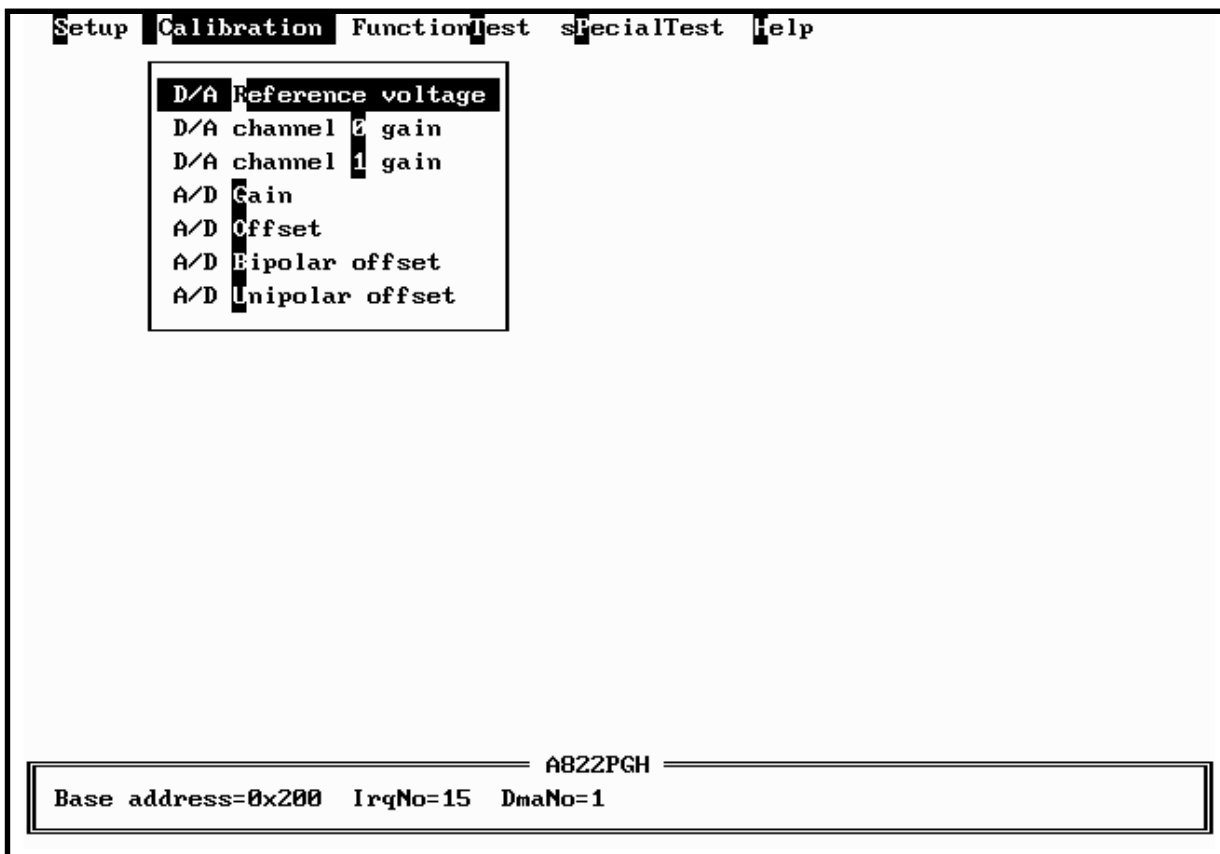 Setup Calibration FunctionTest sPecialTest Help
D/A Reference voltage
D/A channel 0 gain
D/A channel 1 gain
A/D Gain
A/D Offset
A/D Bipolar offset
A/D Unipolar offset
A822PGH
Base address=0x200 IrqNo=15 DmaNo=1